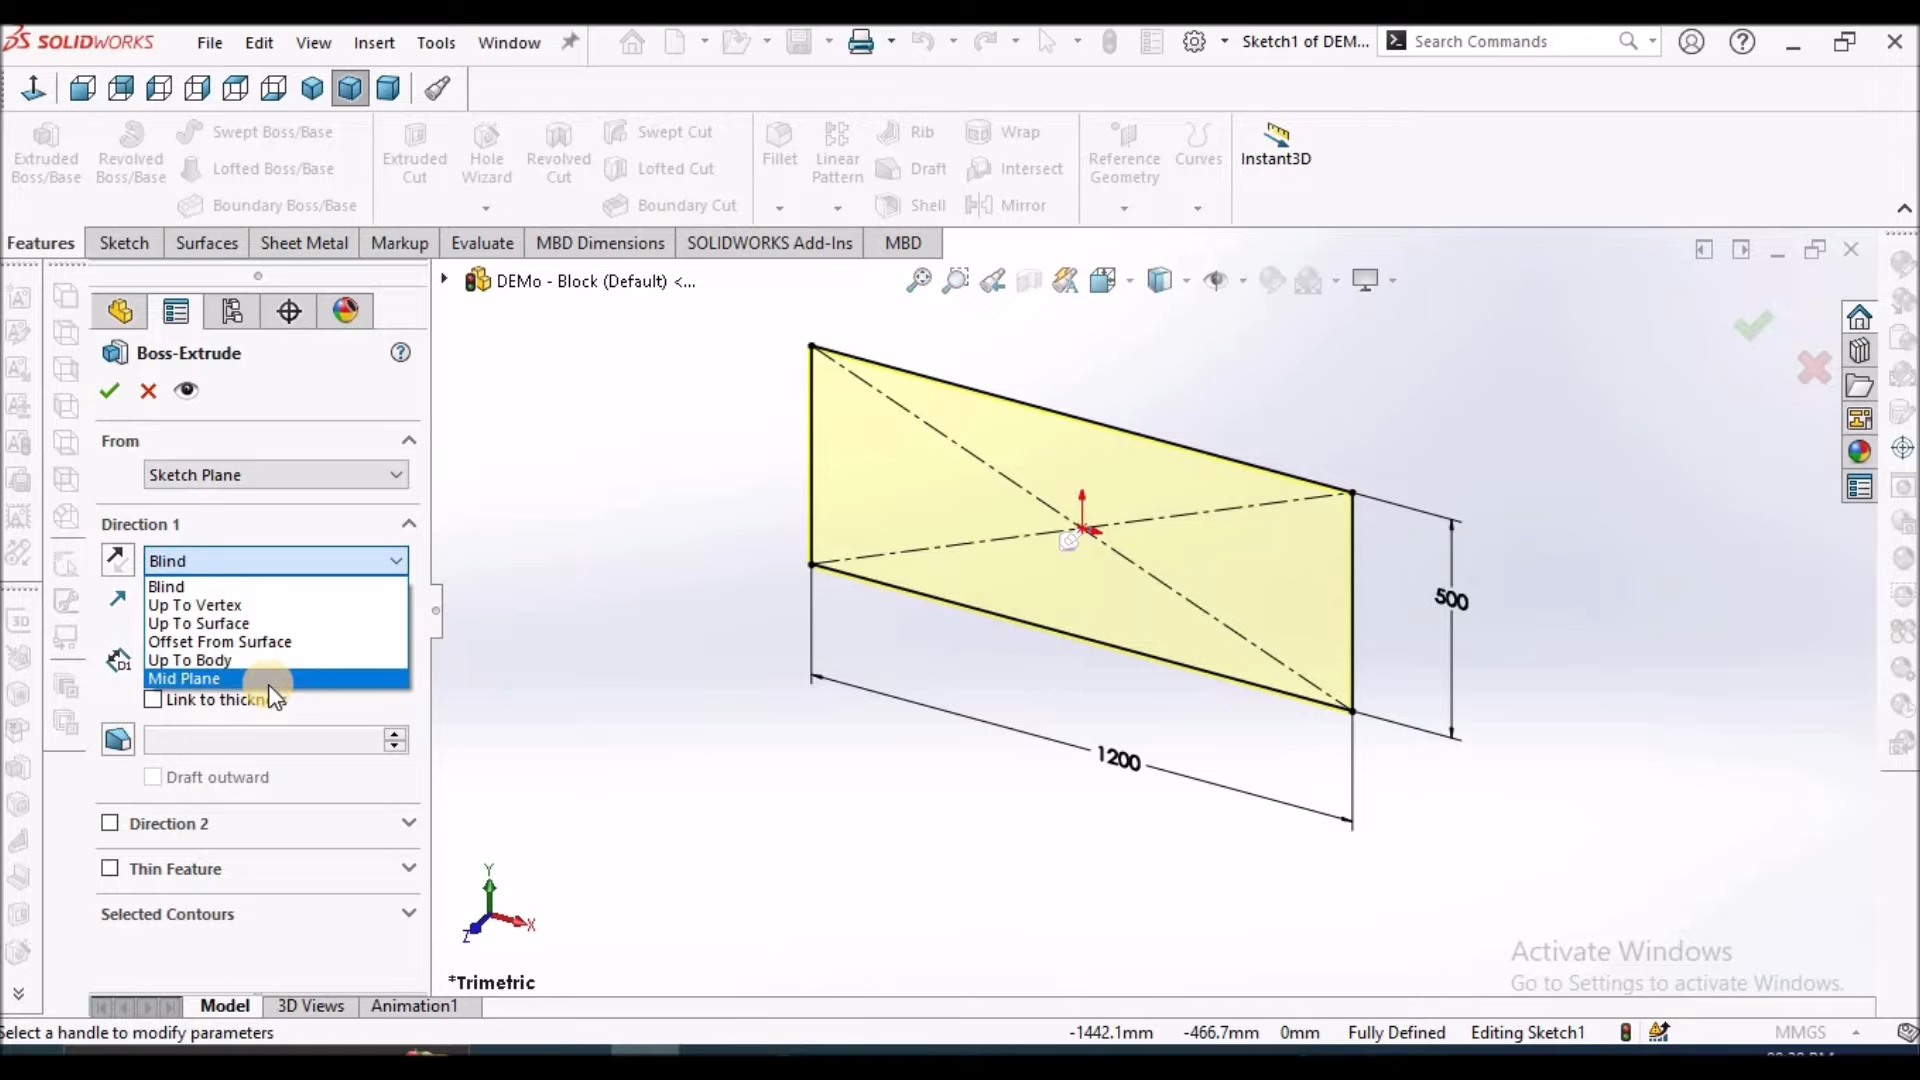 SOLIDWORKS File Edit View Insert Tools Window Sketch1 of DEM... Search Commands
Extruded Boss/Base
Revolved Boss/Base
Swept Boss/Base
Lofted Boss/Base
Boundary Boss/Base
Extruded Cut
Hole Wizard
Revolved Cut
Swept Cut
Lofted Cut
Boundary Cut
Fillet
Linear Pattern
Rib
Draft
Shell
Wrap
Intersect
Mirror
Reference Geometry
Curves
Instant3D
Features Sketch Surfaces Sheet Metal Markup Evaluate MBD Dimensions SOLIDWORKS Add-Ins MBD
DEMo - Block (Default) <...
Boss-Extrude
From
Sketch Plane
Direction 1
Blind
Blind
Up To Vertex
Up To Surface
Offset From Surface
Up To Body
Mid Plane
D1
Link to
Draft outward
Direction 2
Thin Feature
Selected Contours
3D
500
1200
Y
X
Z
*Trimetric
Activate Windows
Go to Settings to activate Windows.
Model 3D Views Animation1
Select a handle to modify parameters -1442.1mm -466.7mm 0mm Fully Defined Editing Sketch1 MMGS